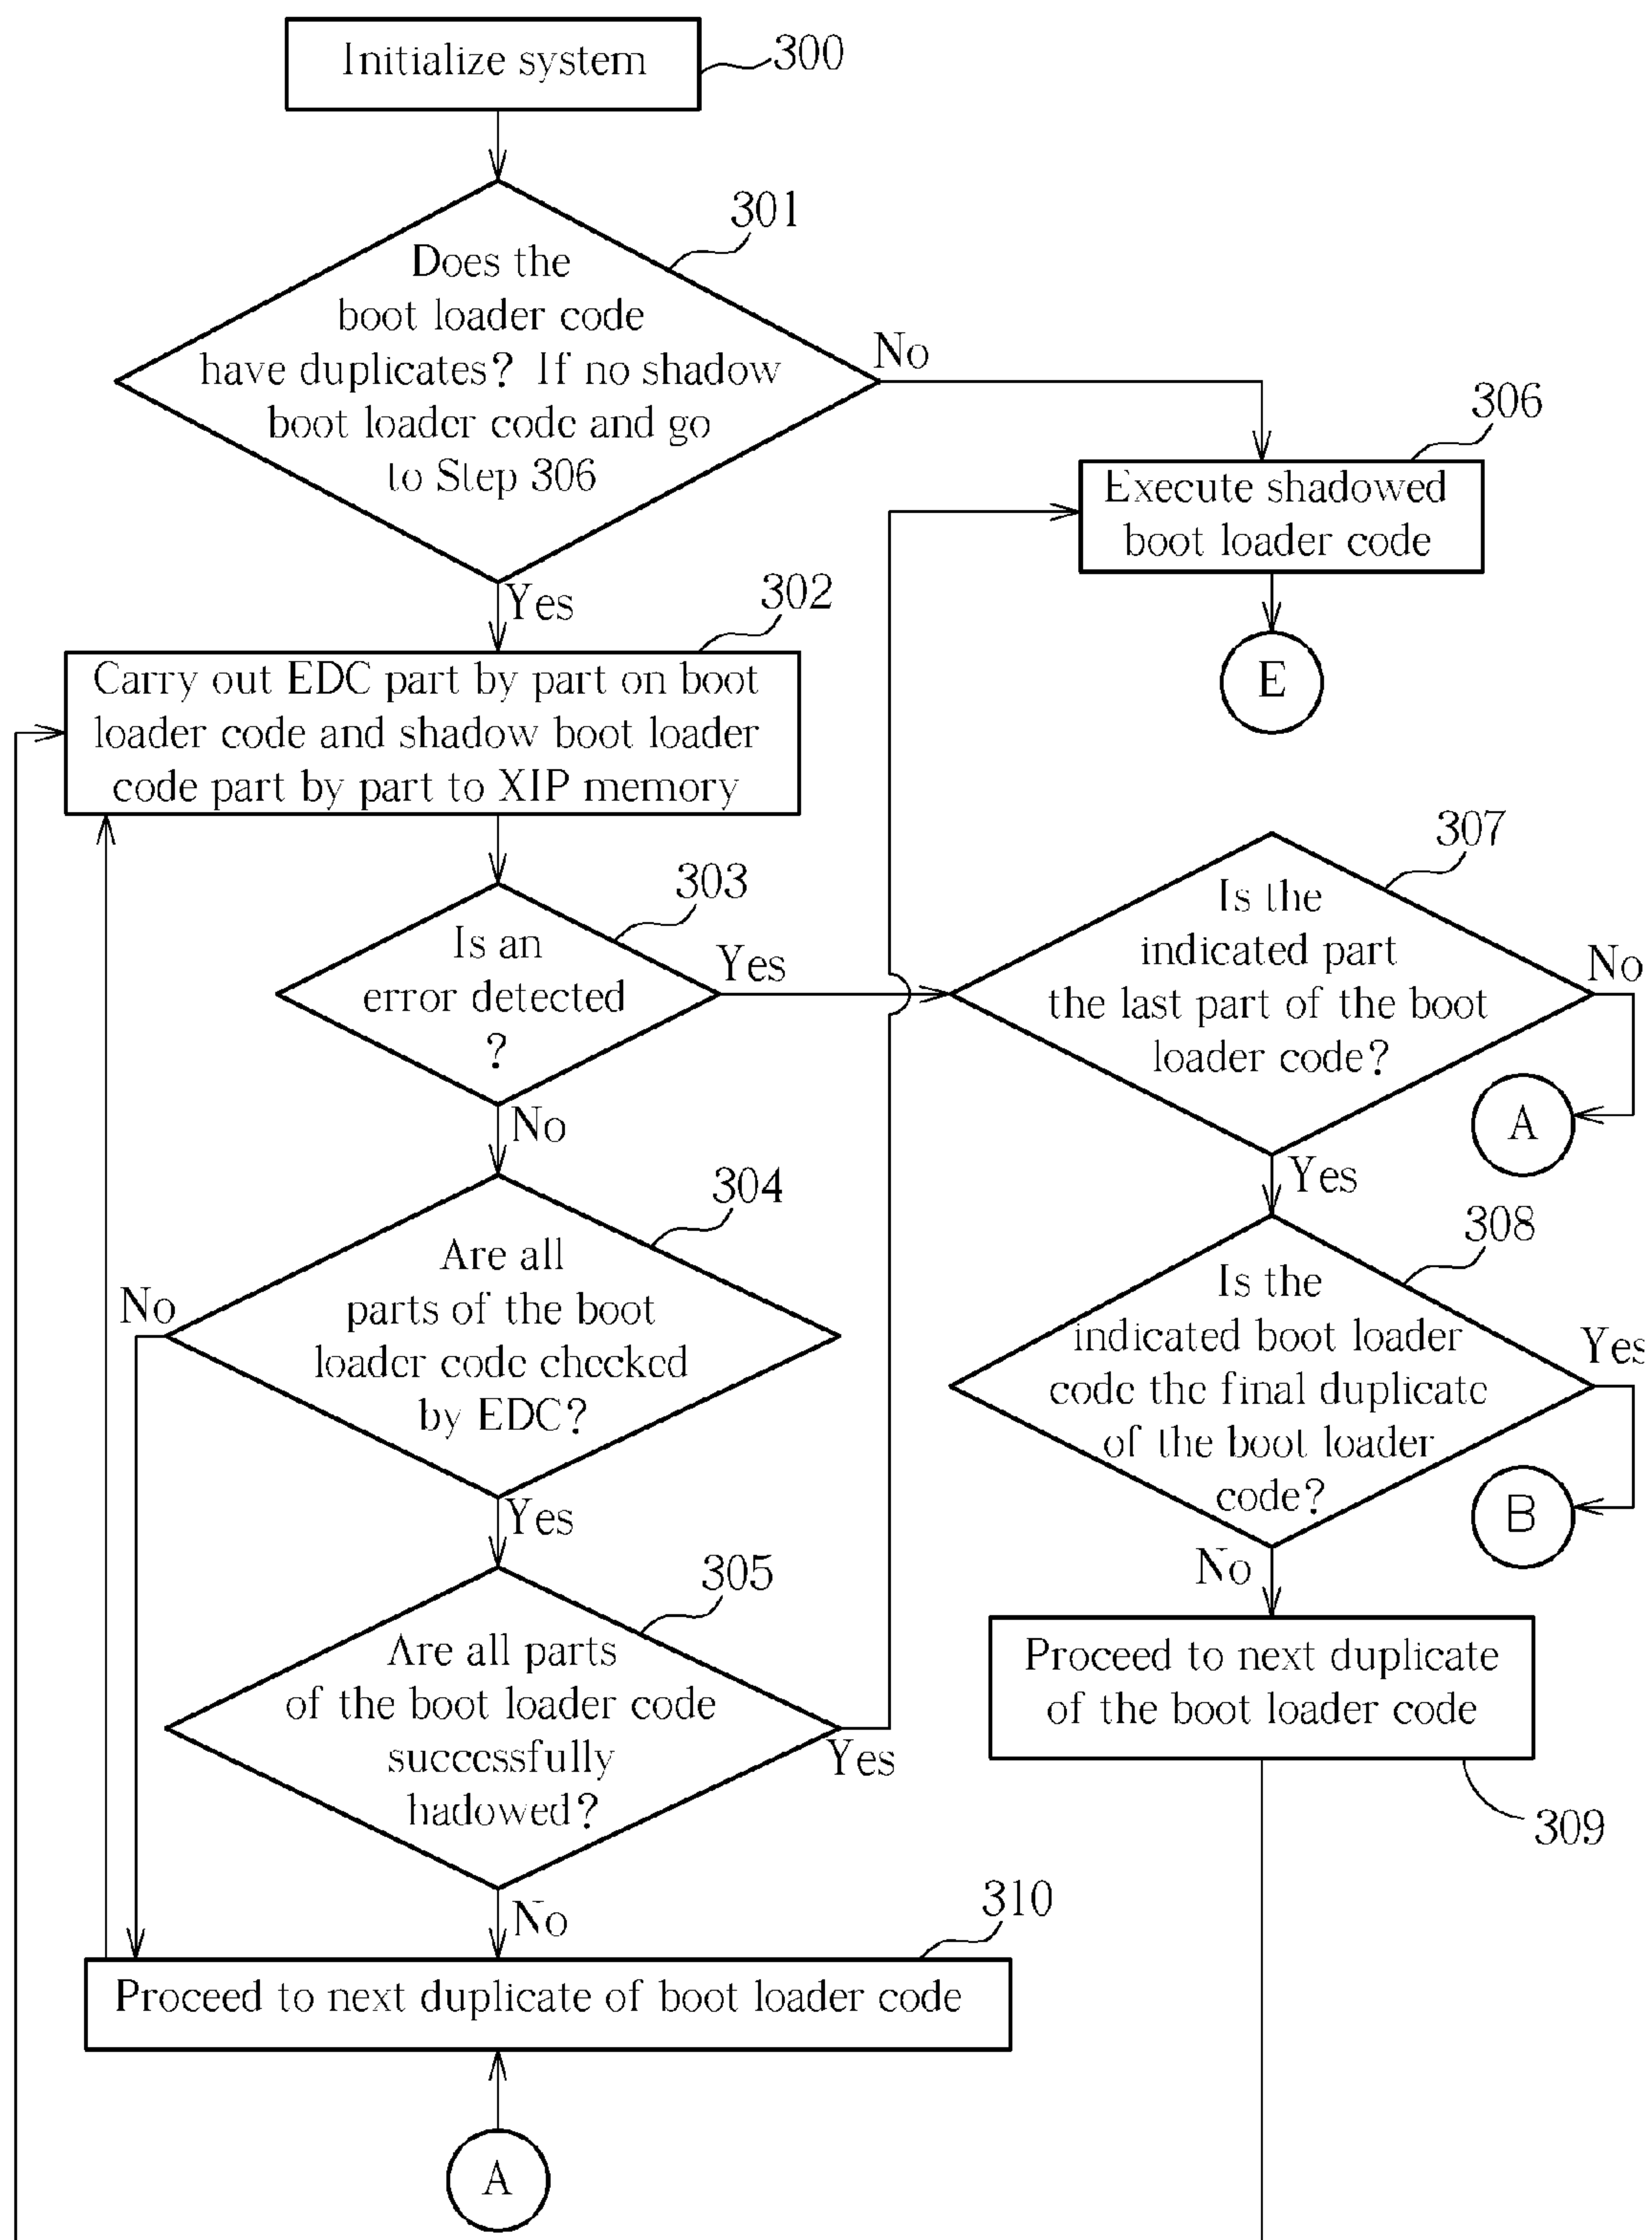 Initialize system
300
301
Does the
boot loader code
have duplicates? If no shadow
boot loader code and go
to Step 306
No
Yes
306
Execute shadowed
boot loader code
E
302
Carry out EDC part by part on boot
loader code and shadow boot loader
code part by part to XIP memory
303
Is an
error detected
?
Yes
No
307
Is the
indicated part
the last part of the boot
loader code?
No
A
Yes
304
Are all
parts of the boot
loader code checked
by EDC?
No
Yes
308
Is the
indicated boot loader
code the final duplicate
of the boot loader
code?
Yes
B
No
305
Are all parts
of the boot loader code
successfully
hadowed?
Yes
No
Proceed to next duplicate
of the boot loader code
309
310
Proceed to next duplicate of boot loader code
A